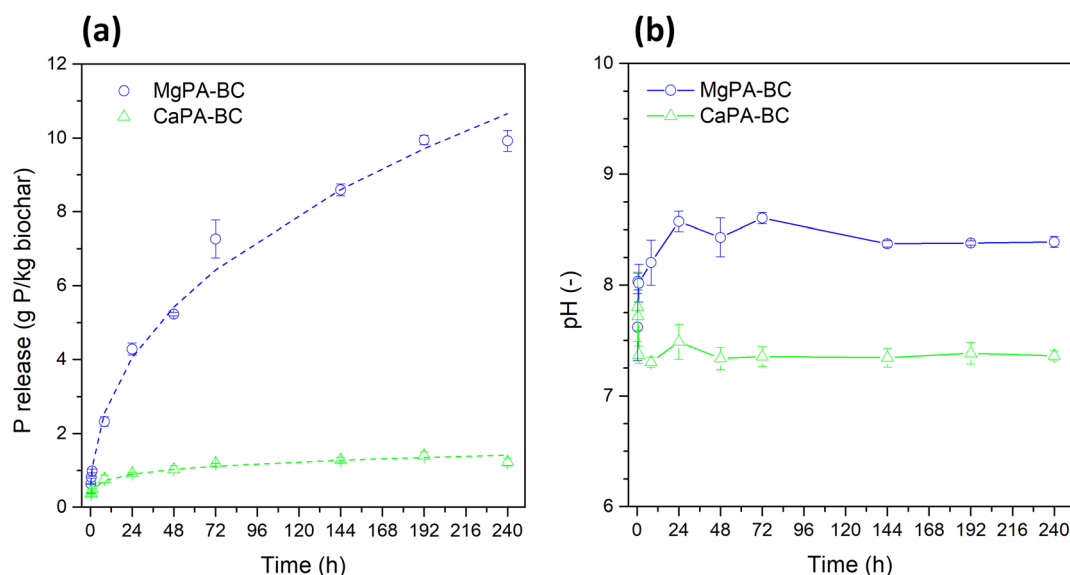 (a)
P release (g P/kg biochar)
12
10
8
6
4
2
0
MgPA-BC
CaPA-BC
0 24 48 72 96 120 144 168 192 216 240
Time (h)
(b)
pH (-)
10
9
8
7
6
MgPA-BC
CaPA-BC
0 24 48 72 96 120 144 168 192 216 240
Time (h)